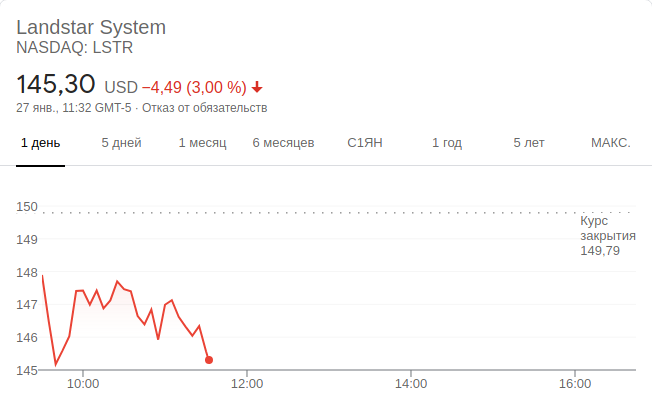 Landstar System
NASDAQ: LSTR
145,30 USD −4,49 (3,00 %)
27 янв., 11:32 GMT-5 · Отказ от обязательств
1 день 5 дней 1 месяц 6 месяцев С1ЯН 1 год 5 лет МАКС.
150
Курс
закрытия
149,79
149
148
147
146
145
10:00 12:00 14:00 16:00